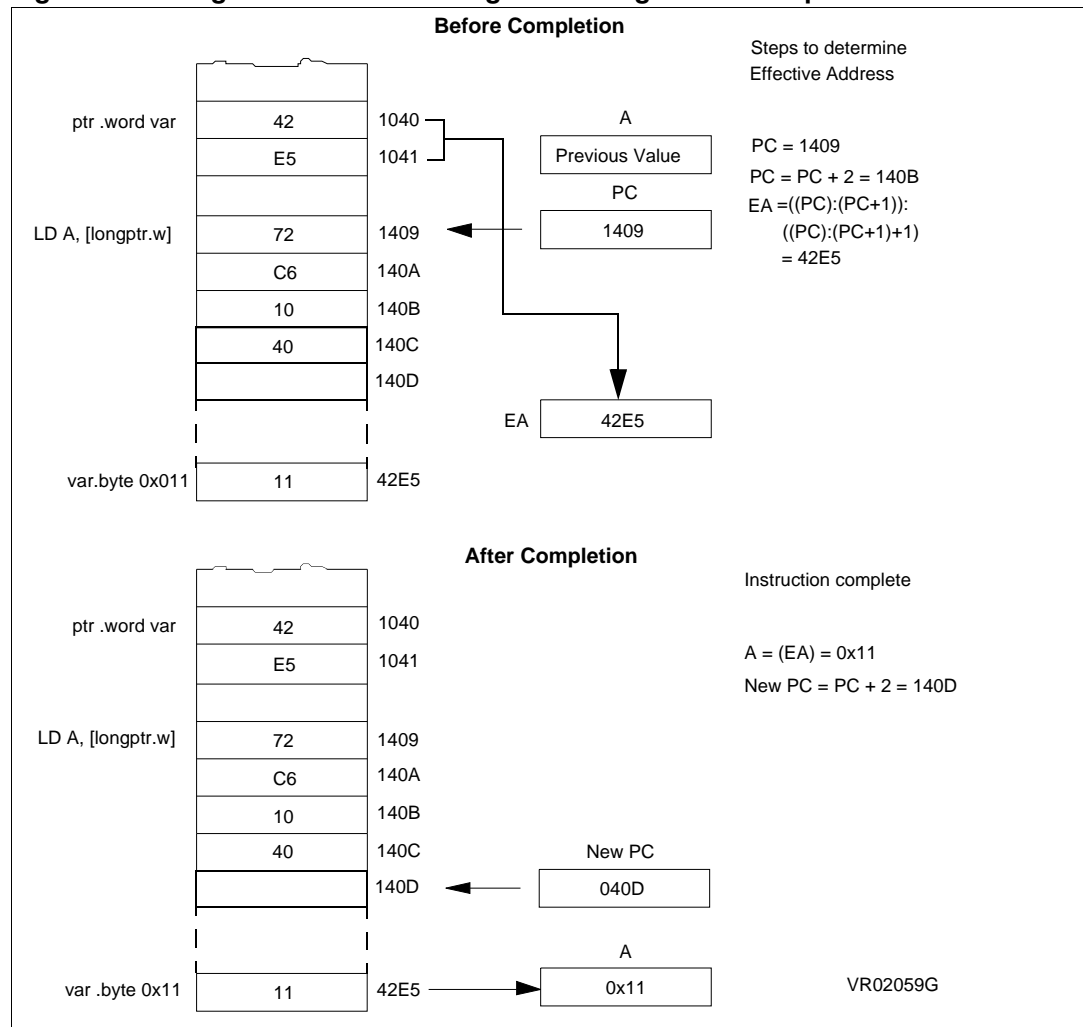 Before Completion
Steps to determine
Effective Address
ptr .word var
42
1040
E5
1041
A
Previous Value
PC
1409
PC = 1409
PC = PC + 2 = 140B
EA =((PC):(PC+1)):
((PC):(PC+1)+1)
= 42E5
LD A, [longptr.w]
72
1409
C6
140A
10
140B
40
140C
140D
EA
42E5
var.byte 0x011
11
42E5
After Completion
Instruction complete
ptr .word var
42
1040
E5
1041
A = (EA) = 0x11
New PC = PC + 2 = 140D
LD A, [longptr.w]
72
1409
C6
140A
10
140B
40
140C
140D
New PC
040D
A
var .byte 0x11
11
42E5
0x11
VR02059G